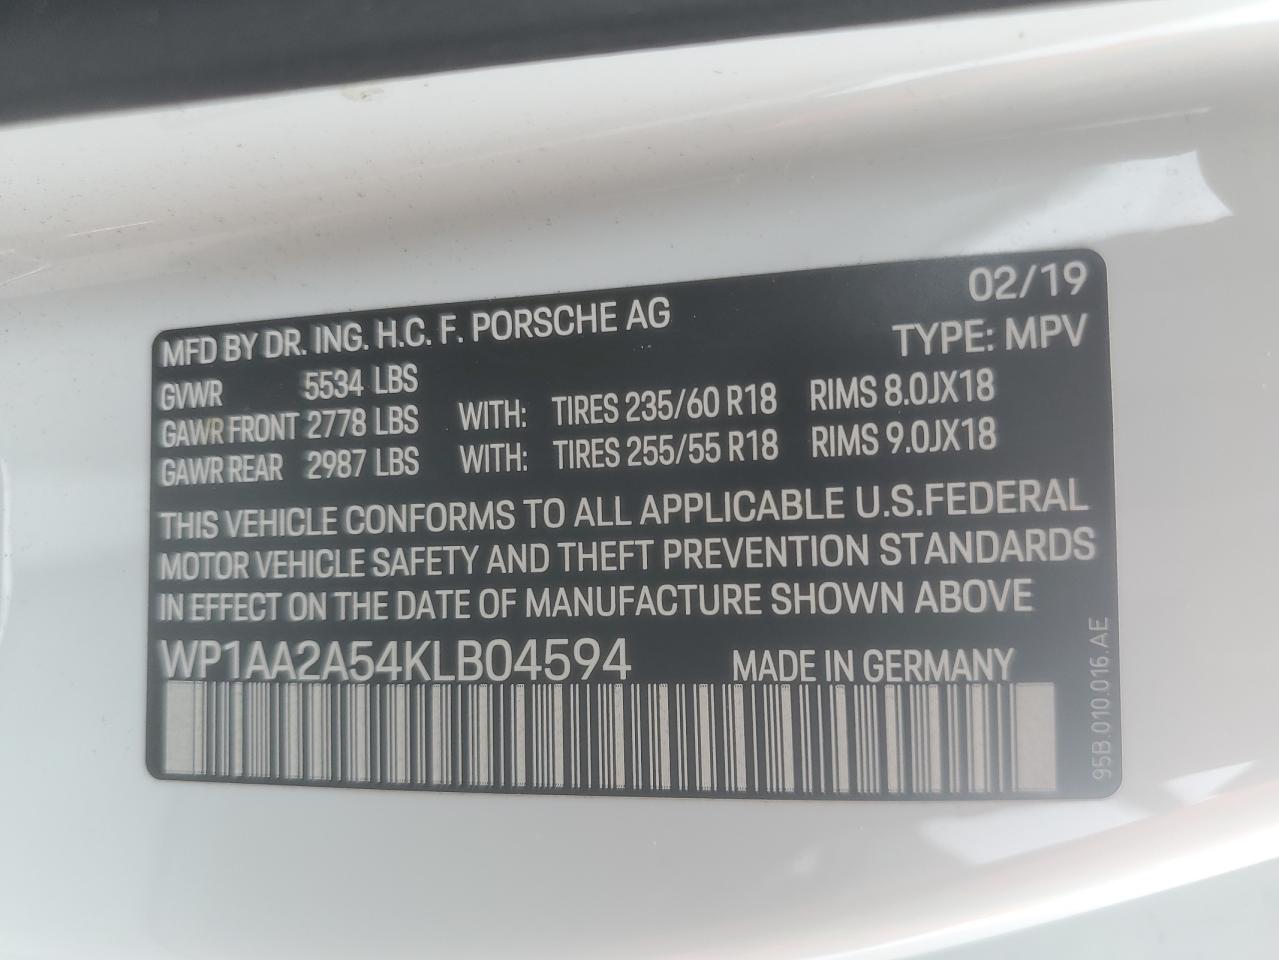 02/19
MFD BY DR. ING. H.C. F. PORSCHE AG TYPE: MPV
GVWR 5534 LBS
GAWR FRONT 2778 LBS WITH: TIRES 235/60 R18 RIMS 8.0JX18
GAWR REAR 2987 LBS WITH: TIRES 255/55 R18 RIMS 9.0JX18
THIS VEHICLE CONFORMS TO ALL APPLICABLE U.S.FEDERAL
MOTOR VEHICLE SAFETY AND THEFT PREVENTION STANDARDS
IN EFFECT ON THE DATE OF MANUFACTURE SHOWN ABOVE
WP1AA2A54KLB04594 MADE IN GERMANY
95B.010.016.AE